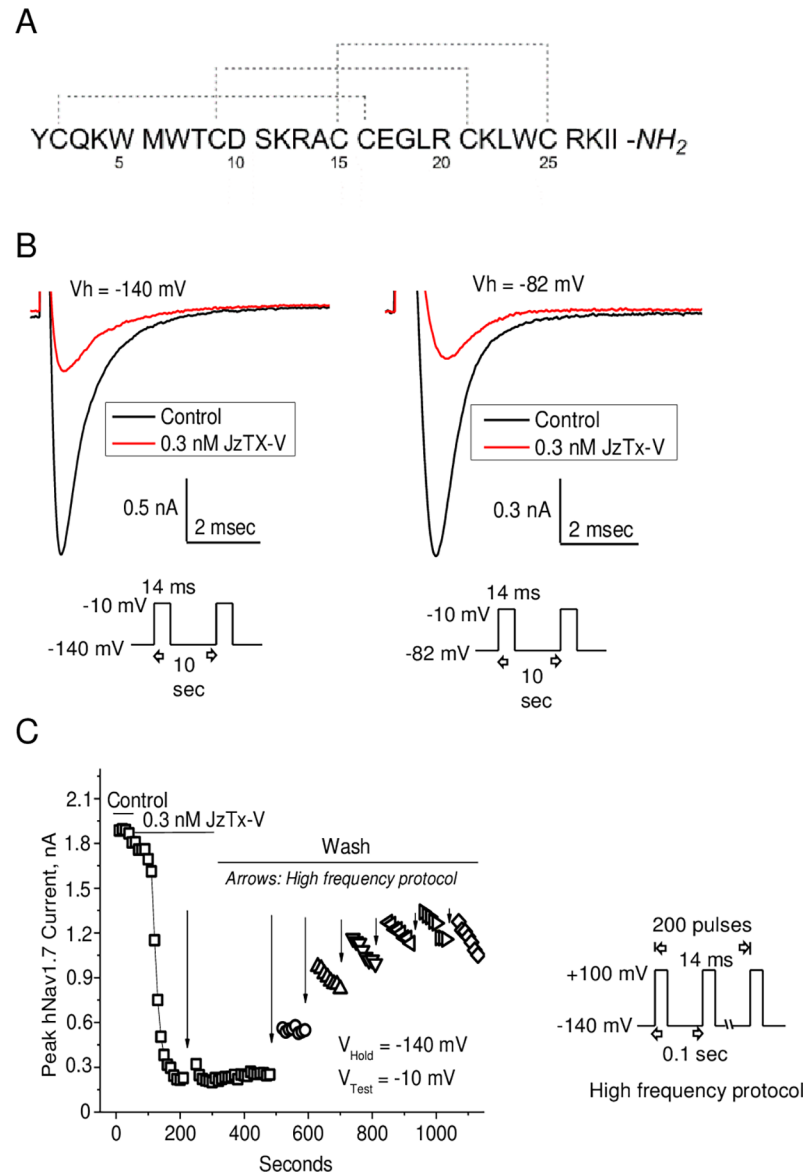 A
YCQKW MWTCD SKRAC CEGLR CKLWC RKII -NH2
5 10 15 20 25
B
Vh = -140 mV
Vh = -82 mV
Control
0.3 nM JzTX-V
Control
0.3 nM JzTx-V
0.5 nA
2 msec
0.3 nA
2 msec
14 ms
-10 mV
-140 mV
10
sec
14 ms
-10 mV
-82 mV
10
sec
C
Peak hNav1.7 Current, nA
2.1
1.8
1.5
1.2
0.9
0.6
0.3
0.0
Control
0.3 nM JzTx-V
Wash
Arrows: High frequency protocol
VHold = -140 mV
VTest = -10 mV
0 200 400 600 800 1000
Seconds
200 pulses
14 ms
+100 mV
-140 mV
0.1 sec
High frequency protocol